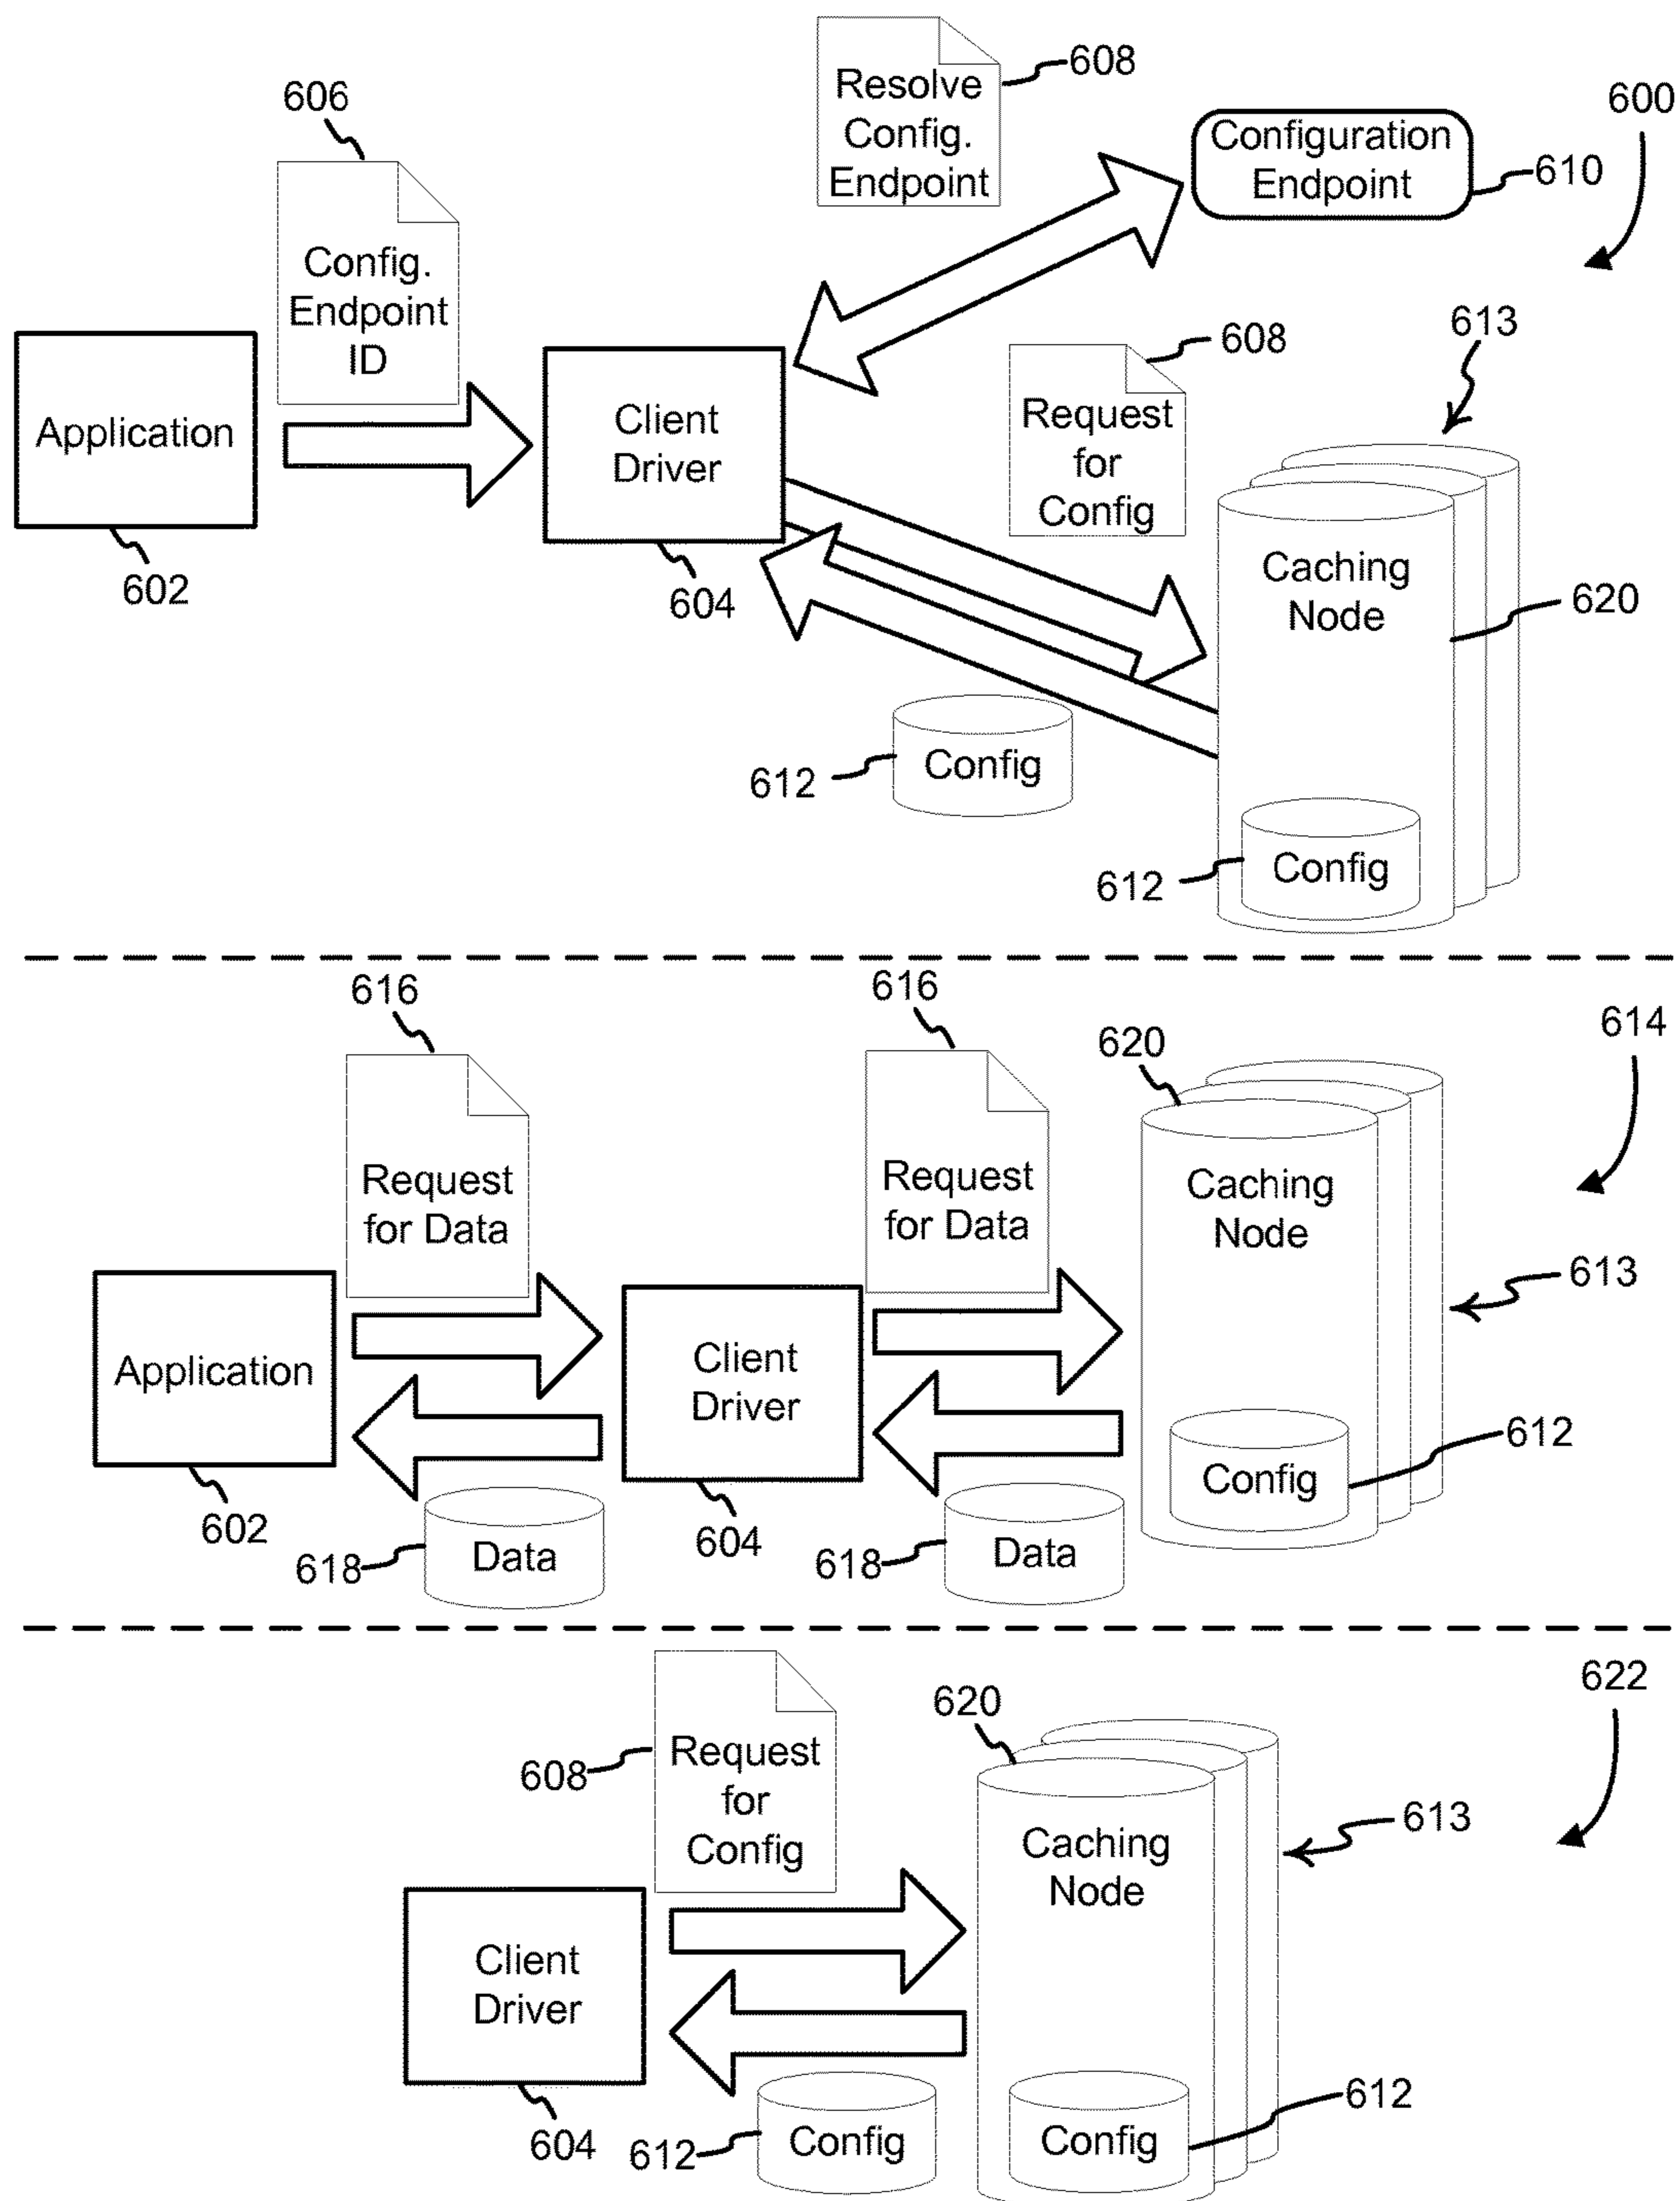 Resolve
Config.
Endpoint
608
606
600
Configuration
Endpoint
610
Config.
Endpoint
ID
613
608
Application
Client
Driver
Request
for
Config
Caching
Node
620
602
604
Config
612
Config
612
616
616
614
620
Request
for Data
Request
for Data
Caching
Node
613
Application
Client
Driver
612
Config
602
604
618
Data
618
Data
622
620
608
Request
for
Config
613
Caching
Node
Client
Driver
612
604
612
Config
Config